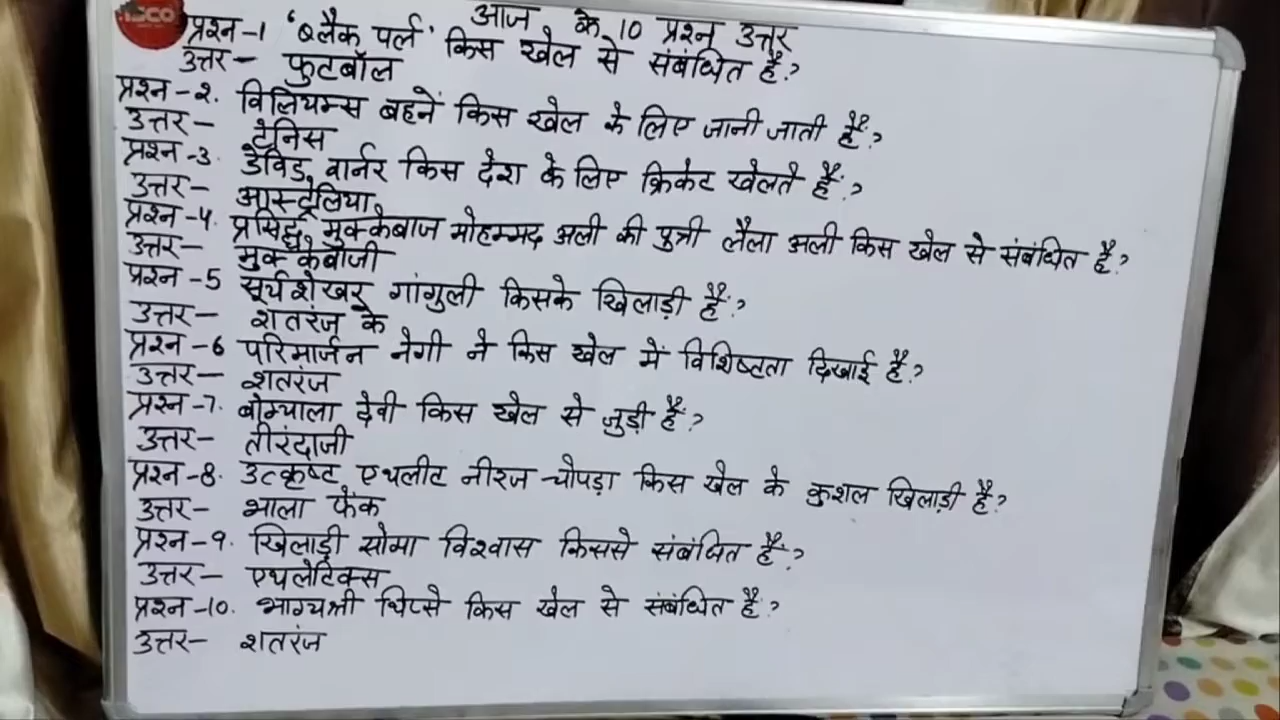 ISCO
आज के 10 प्रश्न उत्तर
प्रश्न-1 'ब्लैक पर्ल' किस खेल से संबंधित है?
उत्तर- फुटबॉल
प्रश्न-2. विलियम्स बहनें किस खेल के लिए जानी जाती हैं?
उत्तर- टेनिस
प्रश्न-3. डेविड वार्नर किस देश के लिए क्रिकेट खेलते हैं?
उत्तर- आस्ट्रेलिया
प्रश्न-4. प्रसिद्ध मुक्केबाज मोहम्मद अली की पुत्री लैला अली किस खेल से संबंधित है?
उत्तर- मुक्केबाजी
प्रश्न-5 सूर्यशेखर गांगुली किसके खिलाड़ी हैं?
उत्तर- शतरंज के
प्रश्न-6 परिमार्जन नेगी ने किस खेल में विशिष्टता दिखाई है?
उत्तर- शतरंज
प्रश्न-7. बोम्याला देवी किस खेल से जुड़ी हैं?
उत्तर- तीरंदाजी
प्रश्न-8. उत्कृष्ट एथलीट नीरज चोपड़ा किस खेल के कुशल खिलाड़ी हैं?
उत्तर- भाला फेंक
प्रश्न-9. खिलाड़ी सोमा विश्वास किससे संबंधित हैं?
उत्तर- एथलेटिक्स
प्रश्न-10. भाग्यश्री थिप्से किस खेल से संबंधित हैं?
उत्तर- शतरंज